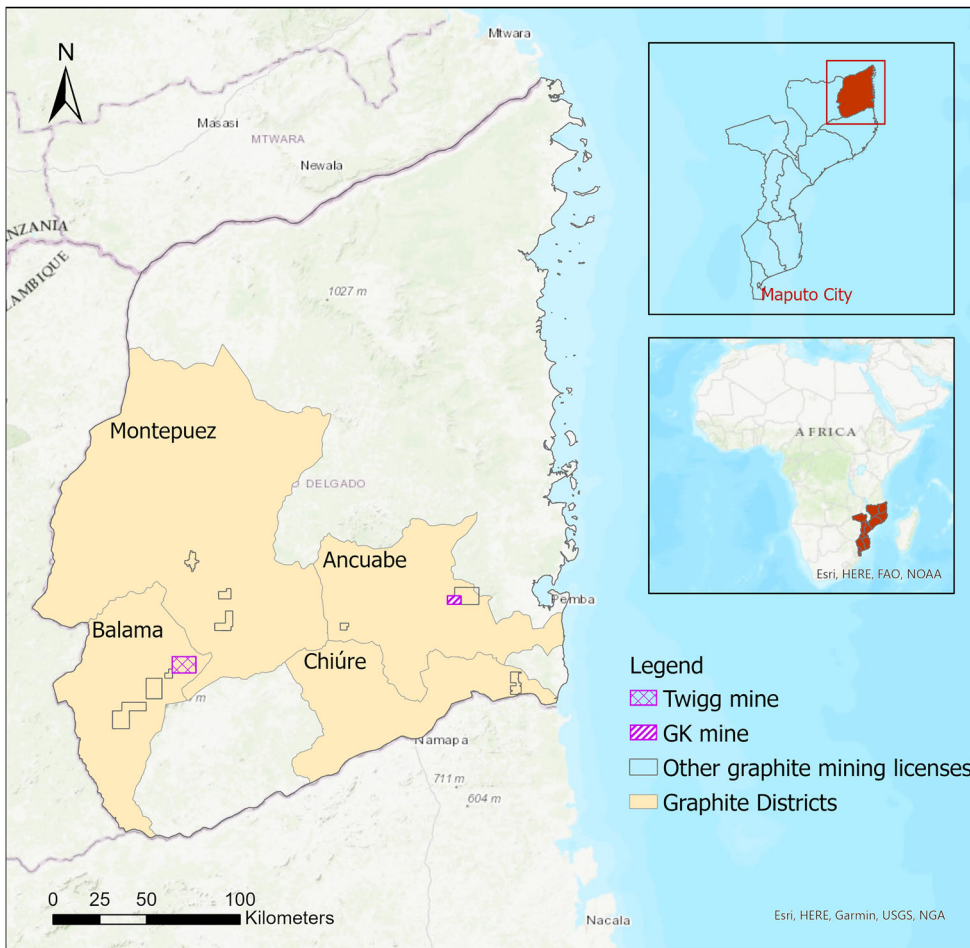 Mtwara
N
Masasi
MTWARA
Newala
ANZANIA
AMBIQUE
1027 m
Montepuez
DELGADO
Ancuabe
Pemba
Balama
Chiúre
m
Namapa
711 m
604 m
Nacala
0 25 50 100
Kilometers
Maputo City
AFRICA
Esri, HERE, FAO, NOAA
Legend
Twigg mine
GK mine
Other graphite mining licenses
Graphite Districts
Esri, HERE, Garmin, USGS, NGA